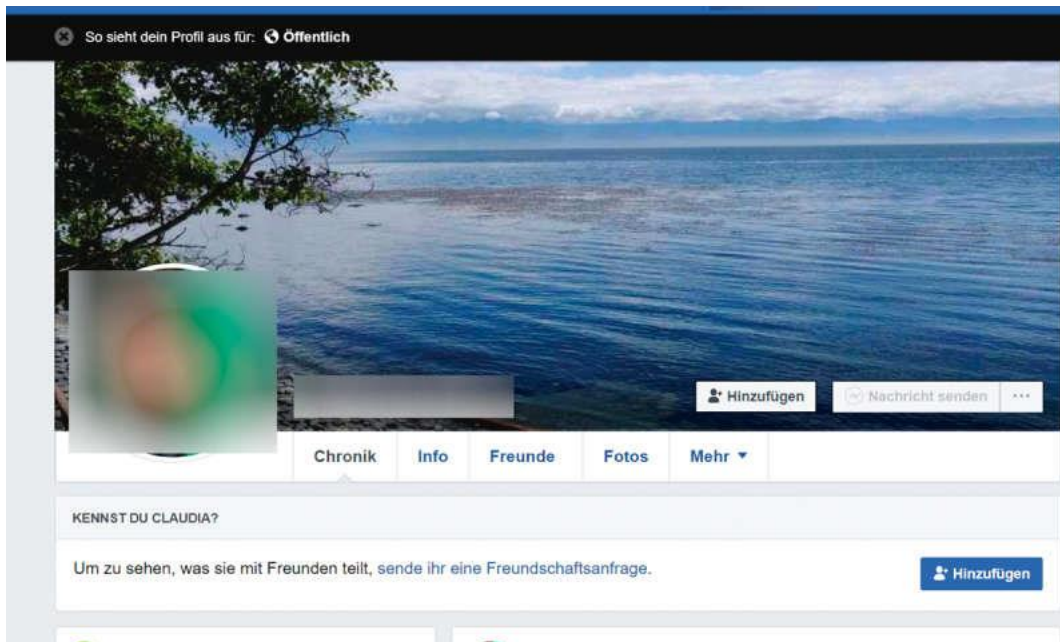 So sieht dein Profil aus für: Öffentlich
Hinzufügen
Nachricht senden
Chronik Info Freunde Fotos Mehr
KENNST DU CLAUDIA?
Um zu sehen, was sie mit Freunden teilt, sende ihr eine Freundschaftsanfrage.
Hinzufügen